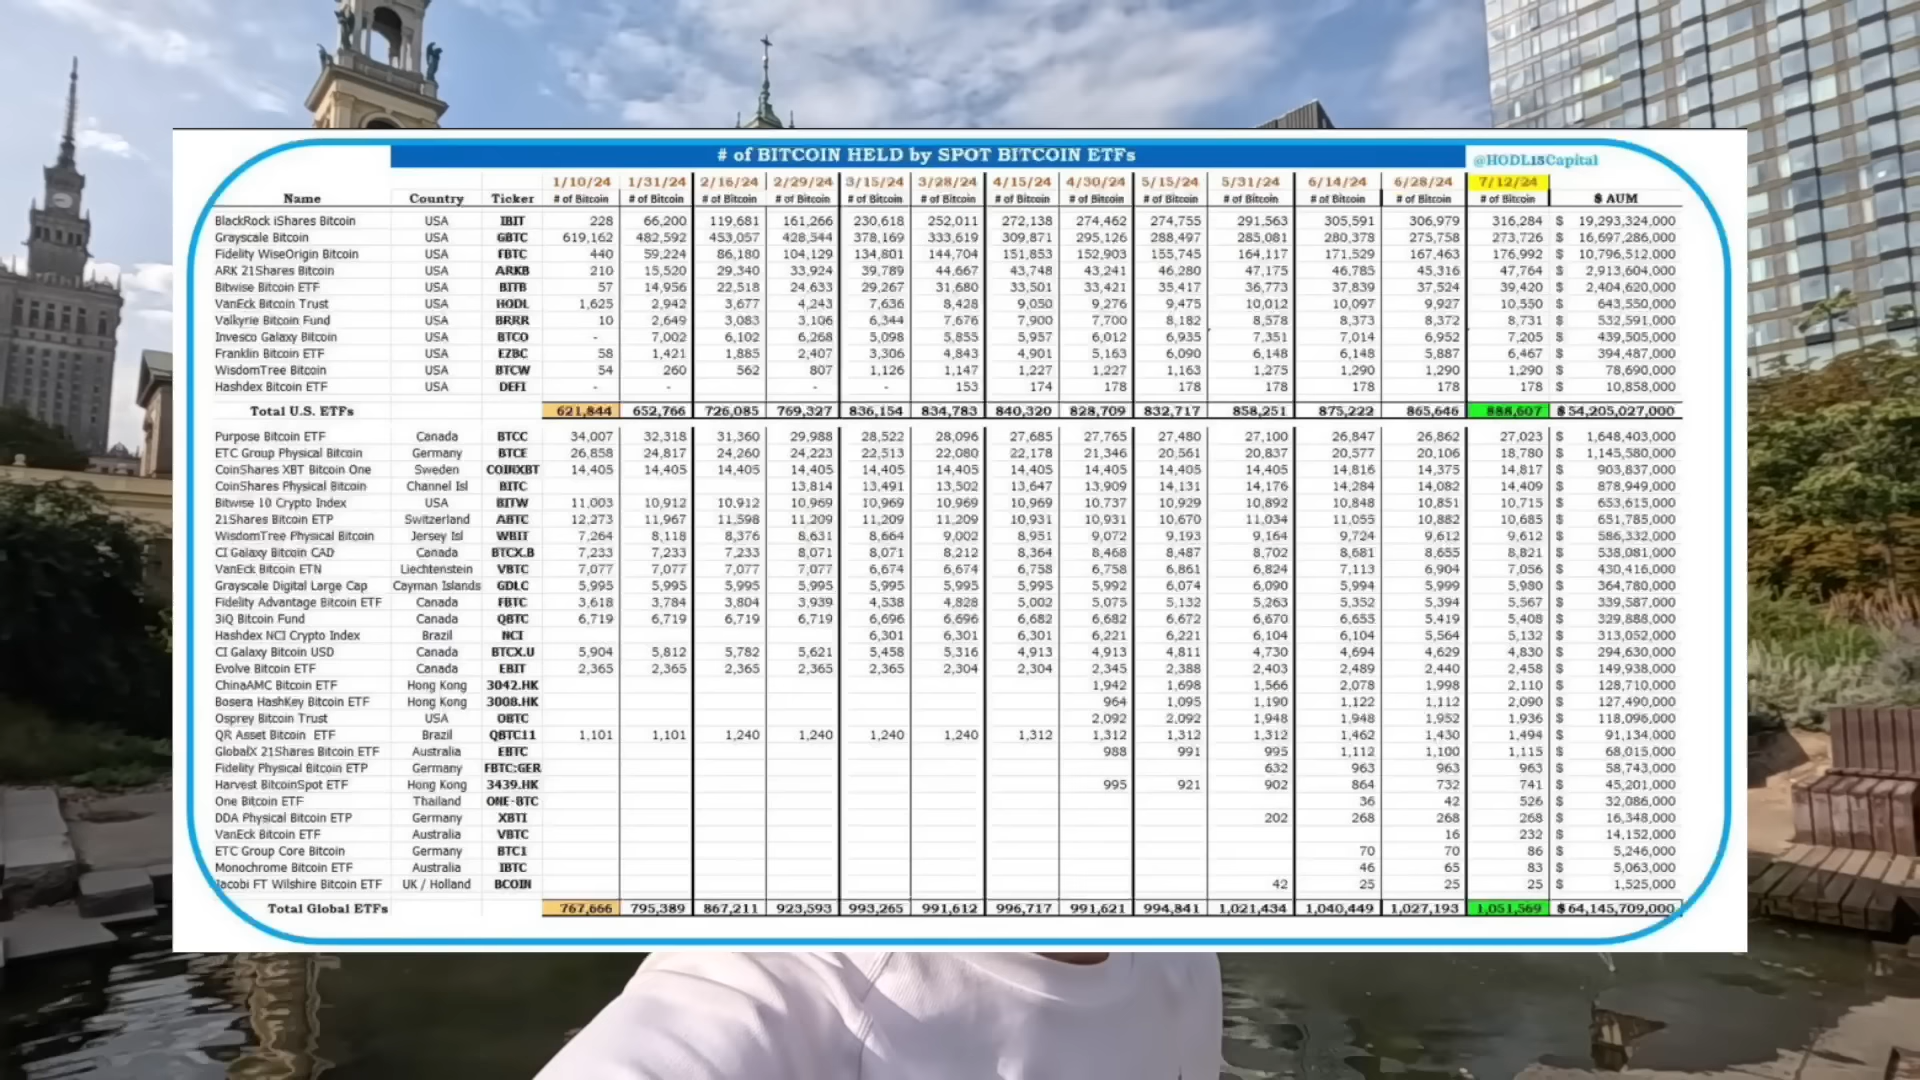 # of BITCOIN HELD by SPOT BITCOIN ETFs
@HODL15Capital
1/10/24 1/31/24 2/16/24 2/29/24 3/15/24 3/28/24 4/15/24 4/30/24 5/15/24 5/31/24 6/14/24 6/28/24 7/12/24
Name Country Ticker # of Bitcoin # of Bitcoin # of Bitcoin # of Bitcoin # of Bitcoin # of Bitcoin # of Bitcoin # of Bitcoin # of Bitcoin # of Bitcoin # of Bitcoin # of Bitcoin # of Bitcoin $ AUM
BlackRock iShares Bitcoin USA IBIT 228 66,200 119,681 161,266 230,618 252,011 272,138 274,462 274,755 291,563 305,591 306,979 316,284 $ 19,293,324,000
Grayscale Bitcoin USA GBTC 619,162 482,592 453,057 428,544 378,169 333,619 309,871 295,126 288,497 285,081 280,378 275,758 273,726 $ 16,697,286,000
Fidelity WiseOrigin Bitcoin USA FBTC 440 59,224 86,180 104,129 134,801 144,704 151,853 152,903 155,745 164,117 171,529 167,463 176,992 $ 10,796,512,000
ARK 21Shares Bitcoin USA ARKB 210 15,520 29,340 33,924 39,789 44,667 43,748 43,241 46,280 47,175 46,785 45,316 47,764 $ 2,913,604,000
Bitwise Bitcoin ETF USA BITB 57 14,956 22,518 24,633 29,267 31,680 33,501 33,421 35,417 36,773 37,839 37,524 39,420 $ 2,404,620,000
VanEck Bitcoin Trust USA HODL 1,625 2,942 3,677 4,243 7,636 8,428 9,050 9,276 9,475 10,012 10,097 9,927 10,550 $ 643,550,000
Valkyrie Bitcoin Fund USA BRRR 10 2,649 3,083 3,106 6,344 7,676 7,900 7,700 8,182 8,578 8,373 8,372 8,731 $ 532,591,000
Invesco Galaxy Bitcoin USA BTCO - 7,002 6,102 6,268 5,098 5,855 5,957 6,012 6,935 7,351 7,014 6,952 7,205 $ 439,505,000
Franklin Bitcoin ETF USA EZBC 58 1,421 1,885 2,407 3,306 4,843 4,901 5,163 6,090 6,148 6,148 5,887 6,467 $ 394,487,000
WisdomTree Bitcoin USA BTCW 54 260 562 807 1,126 1,147 1,227 1,227 1,163 1,275 1,290 1,290 1,290 $ 78,690,000
Hashdex Bitcoin ETF USA DEFI - - - - 153 174 178 178 178 178 178 178 $ 10,858,000
Total U.S. ETFs 621,844 652,766 726,085 769,327 836,154 834,783 840,320 828,709 832,717 858,251 875,222 865,646 888,607 $ 54,205,027,000
Purpose Bitcoin ETF Canada BTCC 34,007 32,318 31,360 29,988 28,522 28,096 27,685 27,765 27,480 27,100 26,847 26,862 27,023 $ 1,648,403,000
ETC Group Physical Bitcoin Germany BTCE 26,858 24,817 24,260 24,223 22,513 22,080 22,178 21,346 20,561 20,837 20,577 20,106 18,780 $ 1,145,580,000
CoinShares XBT Bitcoin One Sweden COINXBT 14,405 14,405 14,405 14,405 14,405 14,405 14,405 14,405 14,405 14,405 14,816 14,375 14,817 $ 903,837,000
CoinShares Physical Bitcoin Channel Isl BITC 13,814 13,491 13,502 13,647 13,909 14,131 14,176 14,284 14,082 14,409 $ 878,949,000
Bitwise 10 Crypto Index USA BITW 11,003 10,912 10,912 10,969 10,969 10,969 10,969 10,737 10,929 10,892 10,848 10,851 10,715 $ 653,615,000
21Shares Bitcoin ETP Switzerland ABTC 12,273 11,967 11,598 11,209 11,209 11,209 10,931 10,931 10,670 11,034 11,055 10,882 10,685 $ 651,785,000
WisdomTree Physical Bitcoin Jersey Isl WBIT 7,264 8,118 8,376 8,631 8,664 9,002 8,951 9,072 9,193 9,164 9,724 9,612 9,612 $ 586,332,000
CI Galaxy Bitcoin CAD Canada BTCX.B 7,233 7,233 7,233 8,071 8,071 8,212 8,364 8,468 8,487 8,702 8,681 8,655 8,821 $ 538,081,000
VanEck Bitcoin ETN Liechtenstein VBTC 7,077 7,077 7,077 7,077 6,674 6,674 6,758 6,758 6,861 6,824 7,113 6,904 7,056 $ 430,416,000
Grayscale Digital Large Cap Cayman Islands GDLC 5,995 5,995 5,995 5,995 5,995 5,995 5,995 5,992 6,074 6,090 5,994 5,999 5,980 $ 364,780,000
Fidelity Advantage Bitcoin ETF Canada FBTC 3,618 3,784 3,804 3,939 4,538 4,828 5,002 5,075 5,132 5,263 5,352 5,394 5,567 $ 339,587,000
3iQ Bitcoin Fund Canada QBTC 6,719 6,719 6,719 6,719 6,696 6,696 6,682 6,682 6,672 6,670 6,655 5,419 5,408 $ 329,888,000
Hashdex NCI Crypto Index Brazil NCI 6,301 6,301 6,301 6,221 6,221 6,104 6,104 5,564 5,132 $ 313,052,000
CI Galaxy Bitcoin USD Canada BTCX.U 5,904 5,812 5,782 5,621 5,458 5,316 4,913 4,913 4,811 4,730 4,694 4,629 4,830 $ 294,630,000
Evolve Bitcoin ETF Canada EBIT 2,365 2,365 2,365 2,365 2,365 2,304 2,304 2,345 2,388 2,403 2,489 2,440 2,458 $ 149,938,000
ChinaAMC Bitcoin ETF Hong Kong 3042.HK 1,942 1,698 1,566 2,078 1,998 2,110 $ 128,710,000
Bosera HashKey Bitcoin ETF Hong Kong 3008.HK 964 1,095 1,190 1,122 1,112 2,090 $ 127,490,000
Osprey Bitcoin Trust USA OBTC 2,092 2,092 1,948 1,948 1,952 1,936 $ 118,096,000
QR Asset Bitcoin ETF Brazil QBTC11 1,101 1,101 1,240 1,240 1,240 1,240 1,312 1,312 1,312 1,312 1,462 1,430 1,494 $ 91,134,000
GlobalX 21Shares Bitcoin ETF Australia EBTC 988 991 995 1,112 1,100 1,115 $ 68,015,000
Fidelity Physical Bitcoin ETP Germany FBTC:GER 632 963 963 963 $ 58,743,000
Harvest BitcoinSpot ETF Hong Kong 3439.HK 995 921 902 864 732 741 $ 45,201,000
One Bitcoin ETF Thailand ONE-BTC 36 42 526 $ 32,086,000
DDA Physical Bitcoin ETP Germany XBTI 202 268 268 268 $ 16,348,000
VanEck Bitcoin ETF Australia VBTC 16 232 $ 14,152,000
ETC Group Core Bitcoin Germany BTC1 70 70 86 $ 5,246,000
Monochrome Bitcoin ETF Australia IBTC 46 65 83 $ 5,063,000
Jacobi FT Wilshire Bitcoin ETF UK / Holland BCOIN 42 25 25 25 $ 1,525,000
Total Global ETFs 767,666 795,389 867,211 923,593 993,265 991,612 996,717 991,621 994,841 1,021,434 1,040,449 1,027,193 1,051,569 $ 64,145,709,000